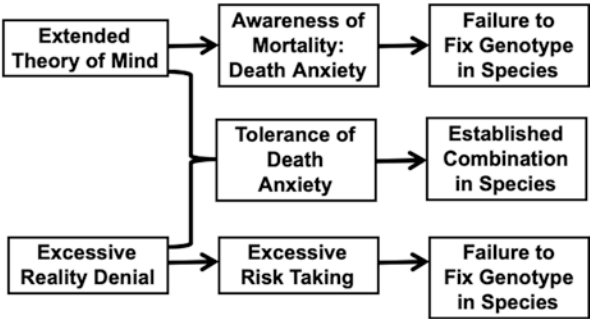 Extended
Theory of Mind
Awareness of
Mortality:
Death Anxiety
Failure to
Fix Genotype
in Species
Tolerance of
Death
Anxiety
Established
Combination
in Species
Excessive
Reality Denial
Excessive
Risk Taking
Failure to
Fix Genotype
in Species